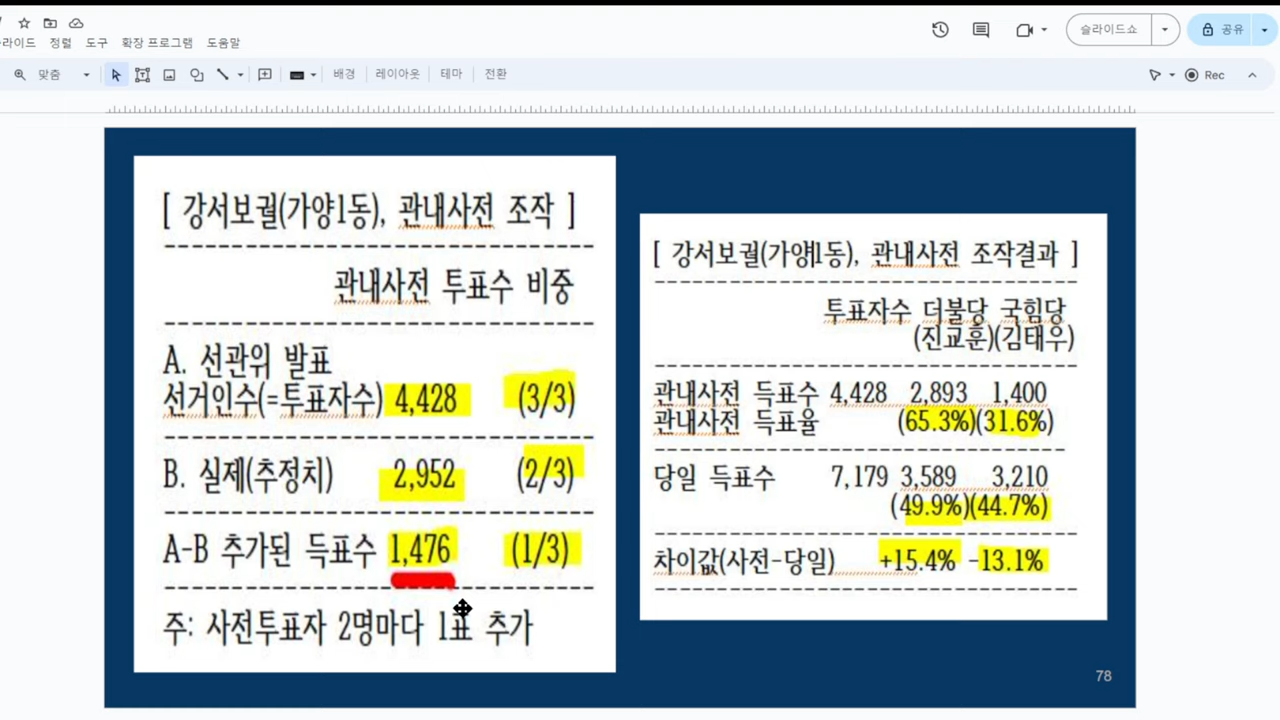 라이드 정렬 도구 확장 프로그램 도움말
슬라이드쇼
공유
맞춤
배경 레이아웃 테마 전환
Rec
[ 강서보궐(가양1동), 관내사전 조작 ]
관내사전 투표수 비중
A. 선관위 발표
선거인수(=투표자수) 4,428 (3/3)
B. 실제(추정치) 2,952 (2/3)
A-B 추가된 득표수 1,476 (1/3)
주: 사전투표자 2명마다 1표 추가
[ 강서보궐(가양1동), 관내사전 조작결과 ]
투표자수 더불당 국힘당
(진교훈)(김태우)
관내사전 득표수 4,428 2,893 1,400
관내사전 득표율 (65.3%)(31.6%)
당일 득표수 7,179 3,589 3,210
(49.9%)(44.7%)
차이값(사전-당일) +15.4% -13.1%
78